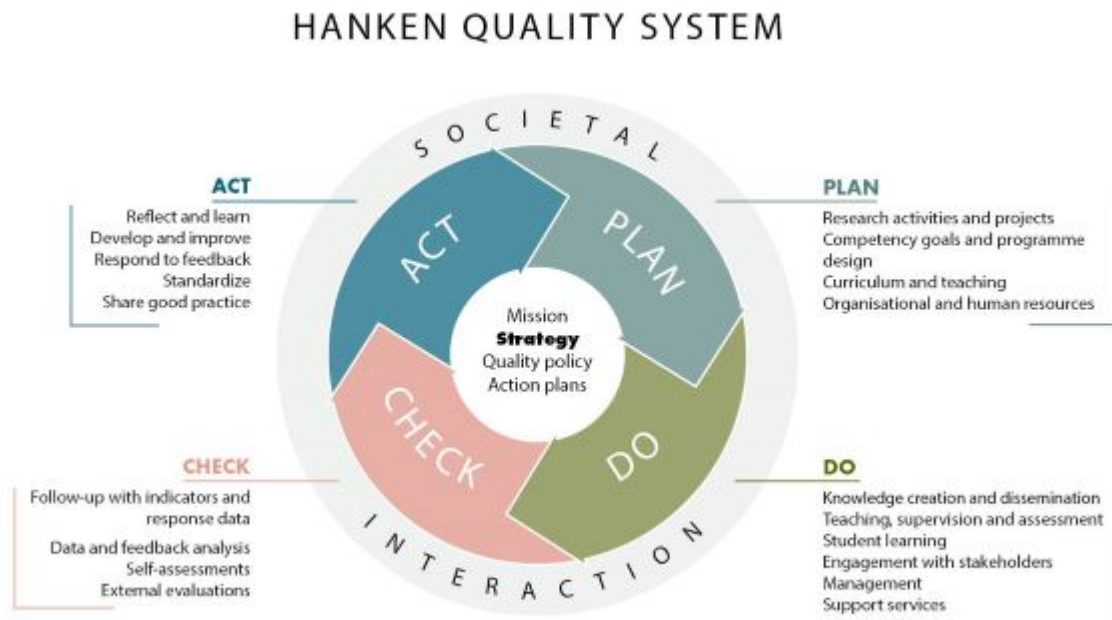 HANKEN QUALITY SYSTEM
SOCIETAL
ACT
Reflect and learn
Develop and improve
Respond to feedback
Standardize
Share good practice
PLAN
Research activities and projects
Competency goals and programme
design
Curriculum and teaching
Organisational and human resources
ACT
PLAN
Mission
Strategy
Quality policy
Action plans
CHECK
DO
CHECK
Follow-up with indicators and
response data
Data and feedback analysis
Self-assessments
External evaluations
DO
Knowledge creation and dissemination
Teaching, supervision and assessment
Student learning
Engagement with stakeholders
Management
Support services
INTERACTION